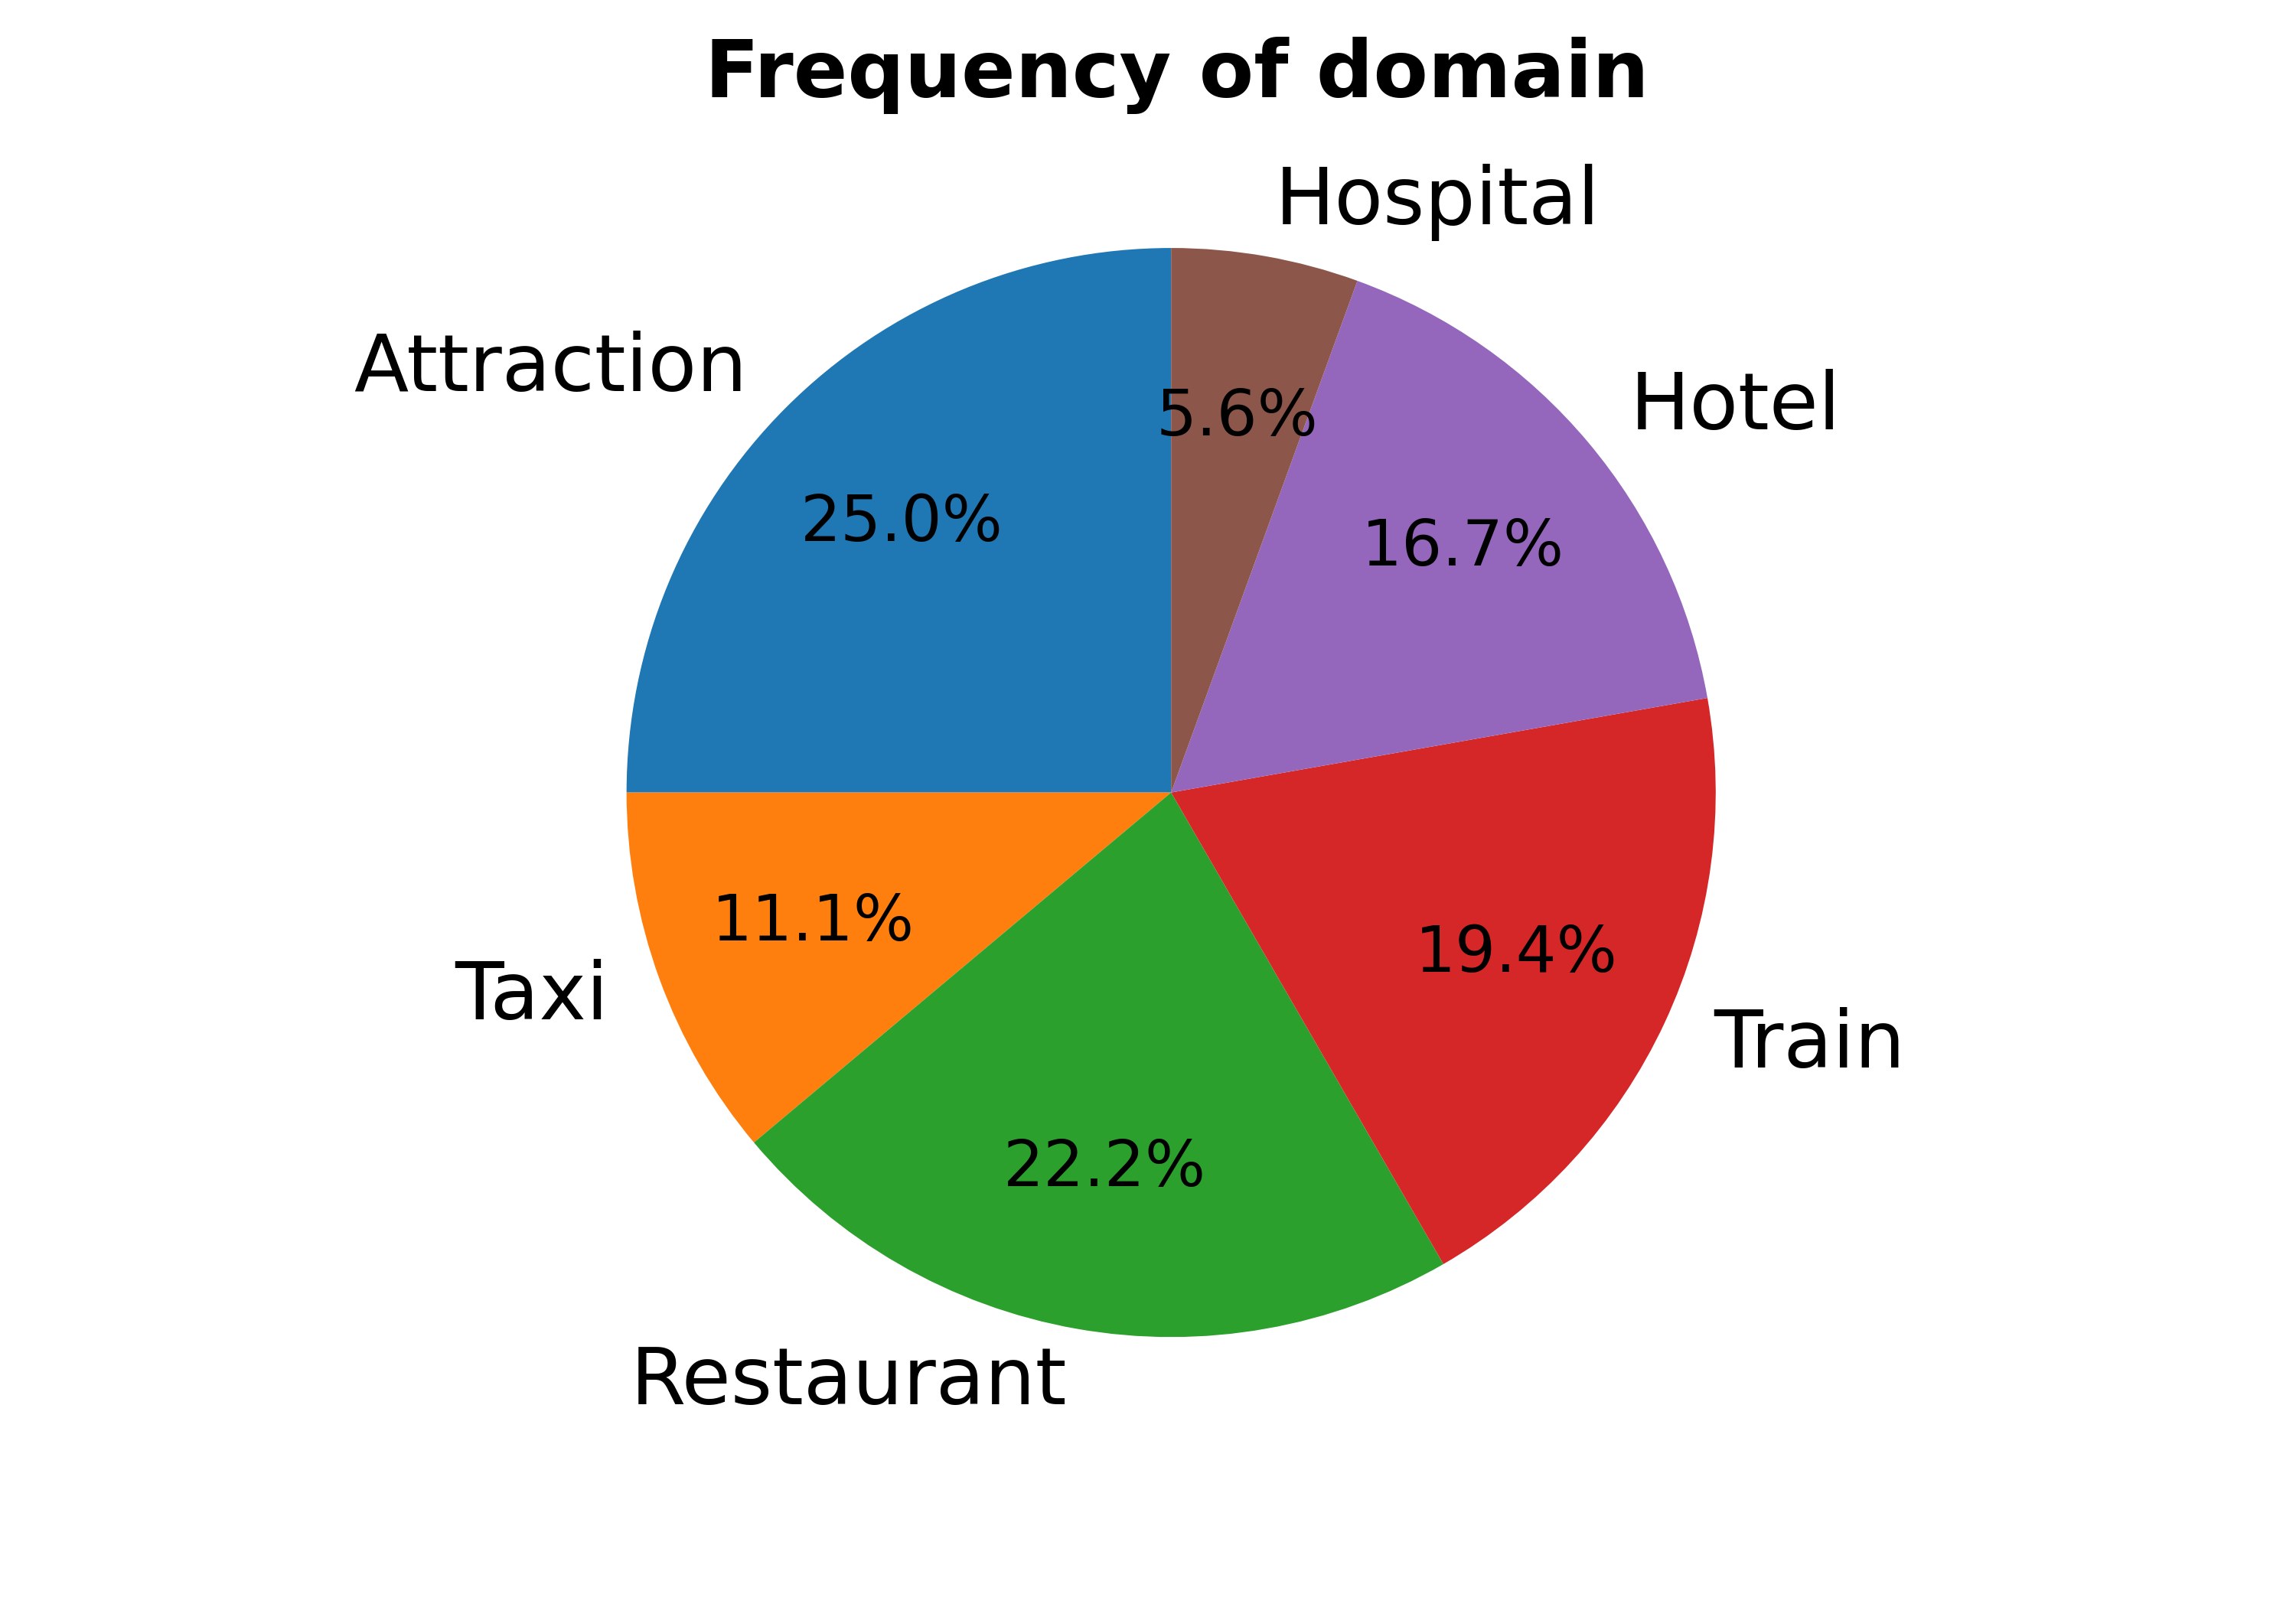 Frequency of domain
Hospital
Attraction
Hotel
5.6%
25.0%
16.7%
11.1%
19.4%
Taxi
Train
22.2%
Restaurant